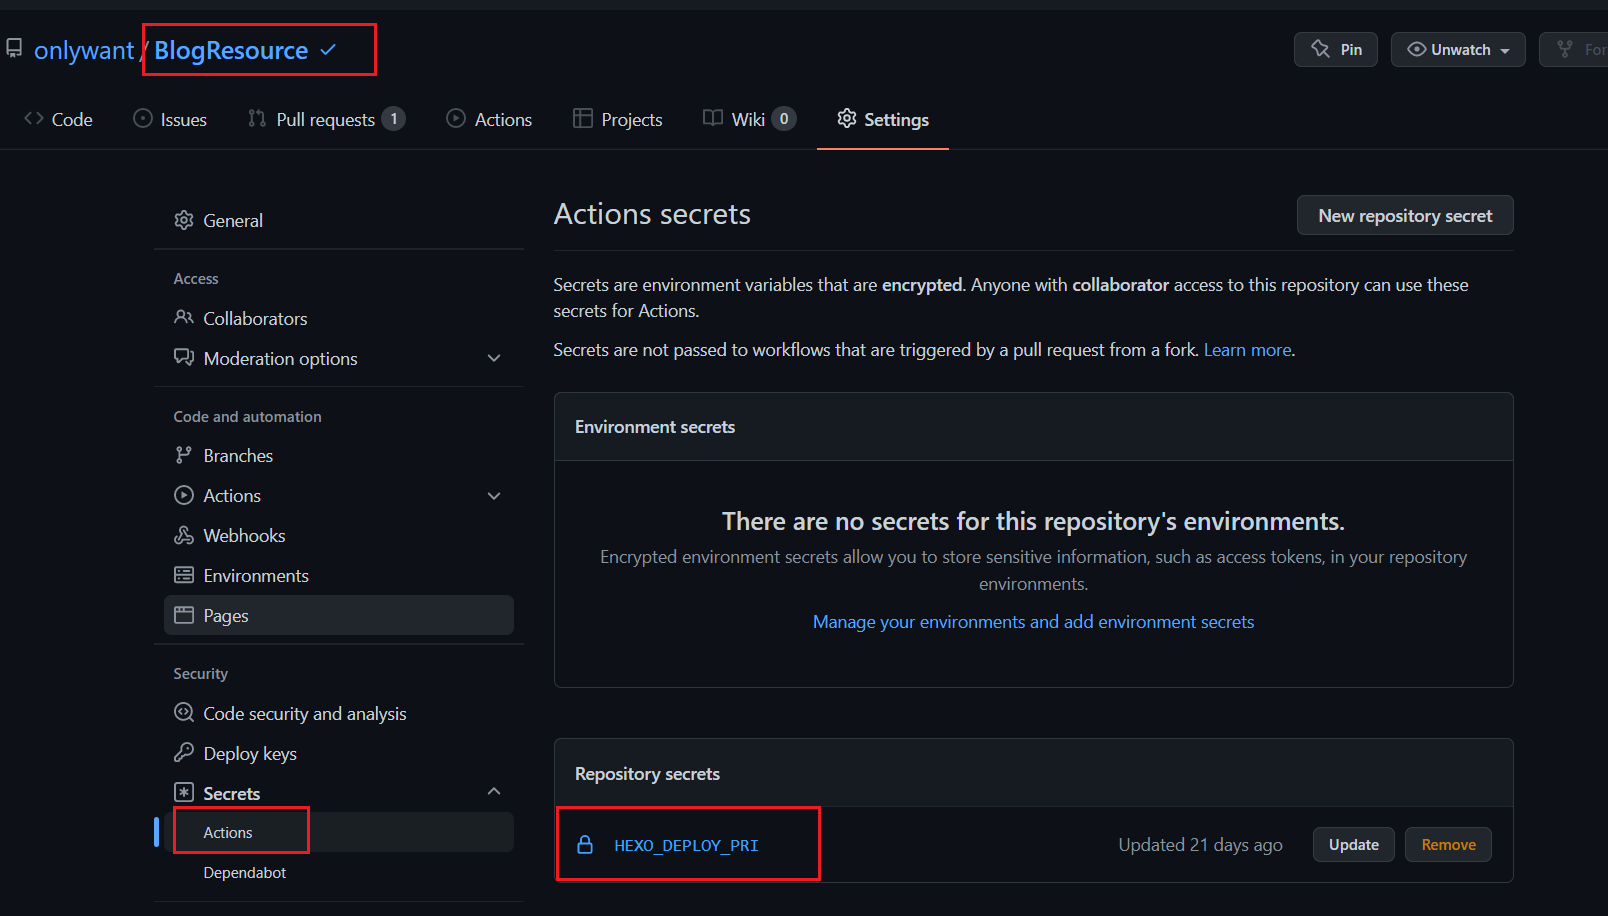 onlywant / BlogResource
Pin
Unwatch
For
Code
Issues
Pull requests 1
Actions
Projects
Wiki 0
Settings
General
Access
Collaborators
Moderation options
Code and automation
Branches
Actions
Webhooks
Environments
Pages
Security
Code security and analysis
Deploy keys
Secrets
Actions
Dependabot
Actions secrets
New repository secret
Secrets are environment variables that are encrypted. Anyone with collaborator access to this repository can use these
secrets for Actions.
Secrets are not passed to workflows that are triggered by a pull request from a fork. Learn more.
Environment secrets
There are no secrets for this repository's environments.
Encrypted environment secrets allow you to store sensitive information, such as access tokens, in your repository
environments.
Manage your environments and add environment secrets
Repository secrets
HEXO_DEPLOY_PRI
Updated 21 days ago
Update
Remove